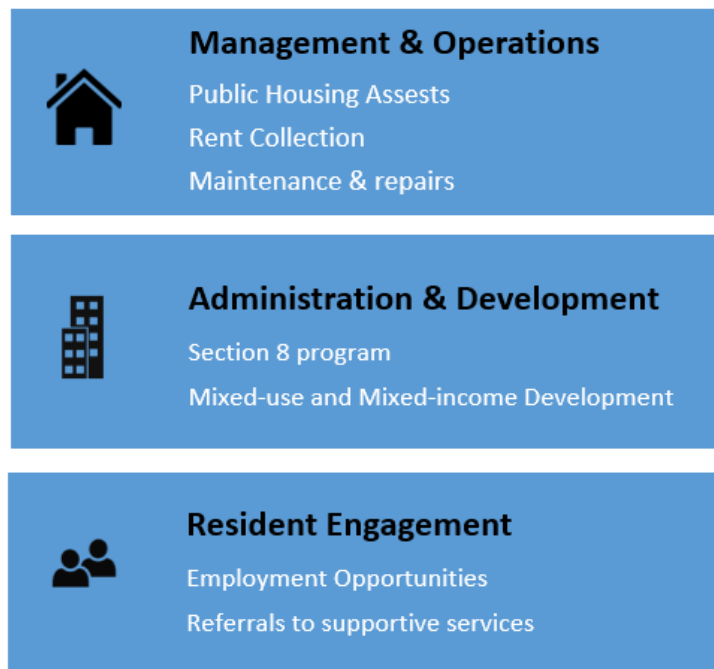 Management & Operations
Public Housing Assests
Rent Collection
Maintenance & repairs
Administration & Development
Section 8 program
Mixed-use and Mixed-income Development
Resident Engagement
Employment Opportunities
Referrals to supportive services